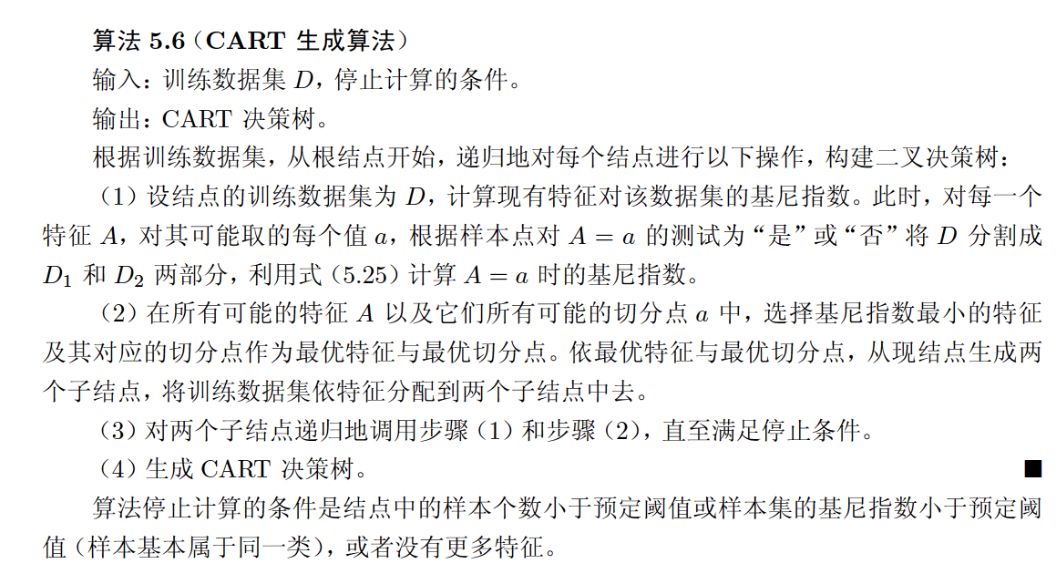 算法 5.6（CART 生成算法）
输入：训练数据集 D，停止计算的条件。
输出：CART 决策树。
根据训练数据集，从根结点开始，递归地对每个结点进行以下操作，构建二叉决策树：
（1）设结点的训练数据集为 D，计算现有特征对该数据集的基尼指数。此时，对每一个
特征 A，对其可能取的每个值 a，根据样本点对 A = a 的测试为“是”或“否”将 D 分割成
D₁ 和 D₂ 两部分，利用式（5.25）计算 A = a 时的基尼指数。
（2）在所有可能的特征 A 以及它们所有可能的切分点 a 中，选择基尼指数最小的特征
及其对应的切分点作为最优特征与最优切分点。依最优特征与最优切分点，从现结点生成两
个子结点，将训练数据集依特征分配到两个子结点中去。
（3）对两个子结点递归地调用步骤（1）和步骤（2），直至满足停止条件。
（4）生成 CART 决策树。 ■
算法停止计算的条件是结点中的样本个数小于预定阈值或样本集的基尼指数小于预定阈
值（样本基本属于同一类），或者没有更多特征。